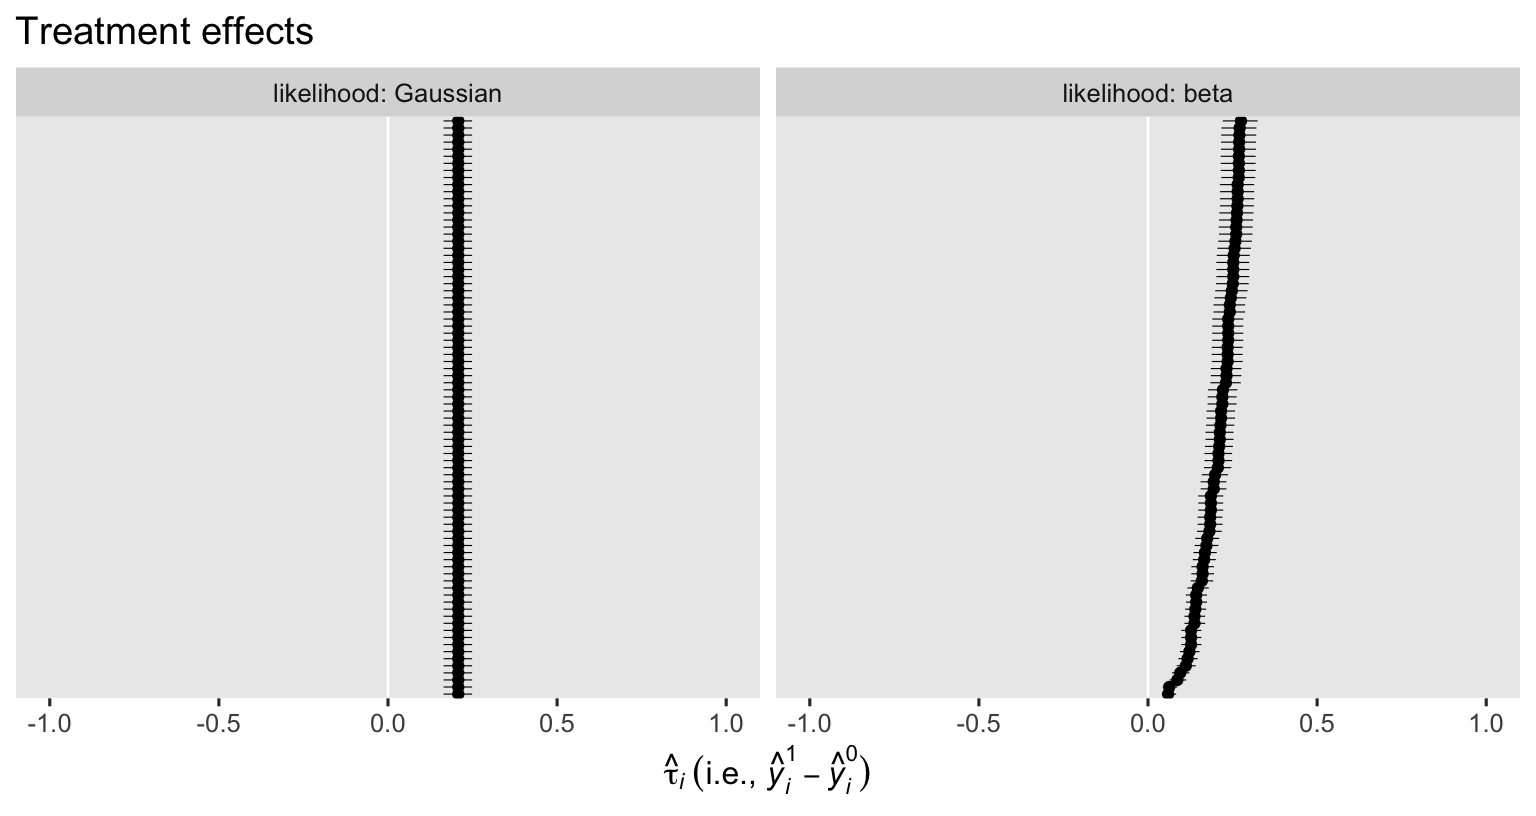 Treatment effects
likelihood: Gaussian
likelihood: beta
-1.0 -0.5 0.0 0.5 1.0
-1.0 -0.5 0.0 0.5 1.0
τ̂ᵢ (i.e., ŷᵢ¹ − ŷᵢ⁰)